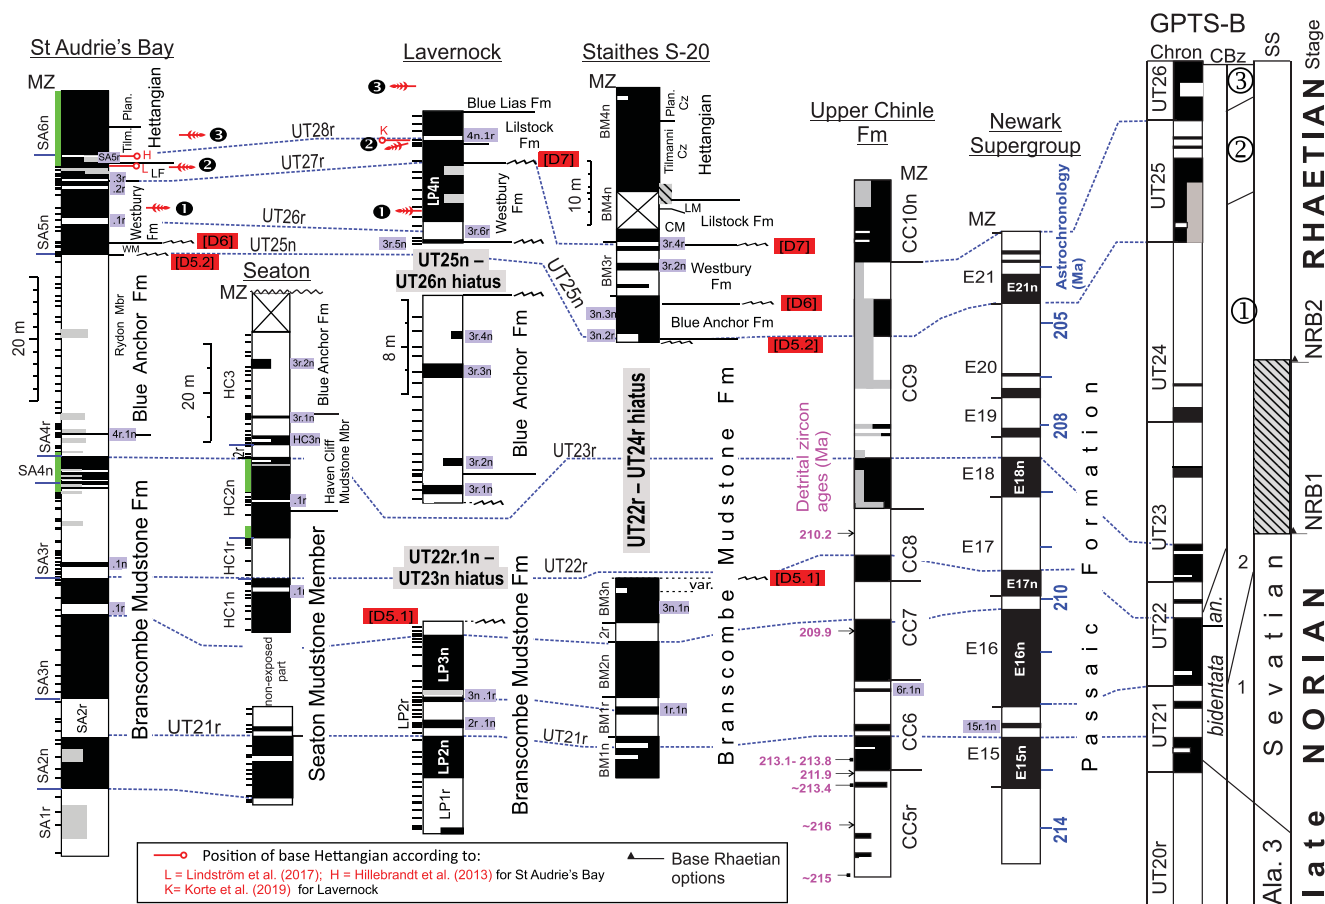 St Audrie's Bay
MZ
SA6n
SA5r
SA5n
SA4r
SA4n
SA3r
SA3n
SA2r
SA2n
SA1r
20 m
Tilm.
Plan.
Hettangian
H
L
LF
.3r
.2r
.1r
Westbury
Fm
WM
Rydon Mbr
Blue Anchor Fm
4r.1n
.1n
.1r
Branscombe Mudstone Fm
❸
❷
❶
[D6]
[D5.2]
UT28r
UT27r
UT26r
UT25n
Seaton
MZ
HC3
2r
HC2n
HC1r
HC1n
20 m
3r.2n
3r.1n
HC3n
.1r
.1r
Blue Anchor Fm
Haven Cliff
Mudstone Mbr
non-exposed
part
Seaton Mudstone Member
UT21r
Lavernock
❸
K
❷
❶
4n.1r
LP4n
3r.6r
3r.5n
Blue Lias Fm
Lilstock
Fm
Westbury
Fm
[D7]
UT25n –
UT26n hiatus
8 m
3r.4n
3r.3n
3r.2n
3r.1n
Blue Anchor Fm
UT22r.1n –
UT23n hiatus
[D5.1]
LP3n
3n .1r
LP2r
2r .1n
LP2n
LP1r
Branscombe Mudstone Fm
UT25n
UT23r
UT22r
UT21r
Staithes S-20
MZ
BM4n
BM4n
BM3r
Plan.
Cz
Tilmanni
Cz
Hettangian
10 m
LM
Lilstock Fm
CM
3r.4r
3r.2n
3n.3n
3n.2r
[D7]
Westbury
Fm
[D6]
Blue Anchor Fm
[D5.2]
UT22r – UT24r hiatus
var.
[D5.1]
BM3n
3n.1n
2r
BM2n
BM1r
1r.1n
BM1n
Branscombe Mudstone Fm
Upper Chinle
Fm
MZ
CC10n
CC9
CC8
CC7
6r.1n
CC6
CC5r
Detrital zircon
ages (Ma)
210.2
209.9
213.1- 213.8
211.9
~213.4
~216
~215
Newark
Supergroup
MZ
E21
E21n
E20
E19
E18
E18n
E17
E17n
E16
E16n
15r.1n
E15
E15n
Astrochronology
(Ma)
205
208
210
214
Passaic Formation
GPTS-B
Chron
CBz
SS
Stage
UT26
UT25
UT24
UT23
UT22
UT21
UT20r
③
②
①
2
an.
1
bidentata
NRB2
NRB1
Sevatian
Ala. 3
RHAETIAN
late NORIAN
Position of base Hettangian according to:
L = Lindström et al. (2017); H = Hillebrandt et al. (2013) for St Audrie's Bay
K= Korte et al. (2019) for Lavernock
Base Rhaetian
options